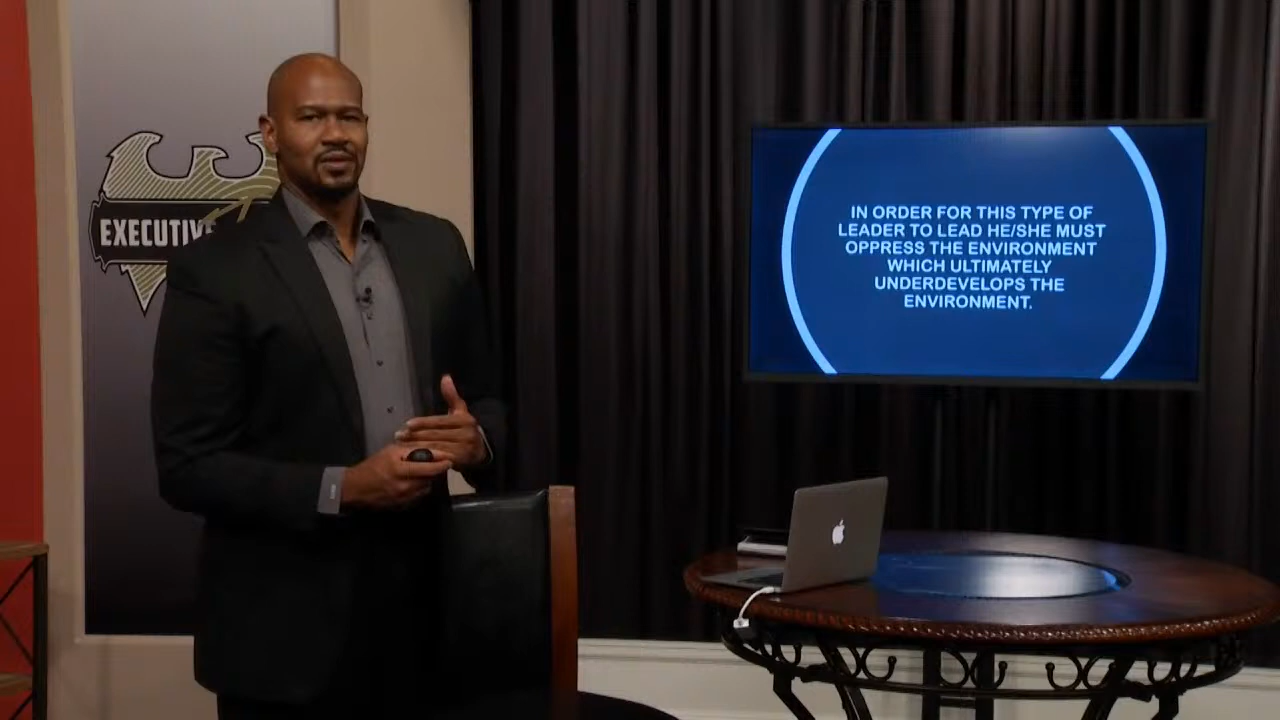 EXECUTIVE
IN ORDER FOR THIS TYPE OF
LEADER TO LEAD HE/SHE MUST
OPPRESS THE ENVIRONMENT
WHICH ULTIMATELY
UNDERDEVELOPS THE
ENVIRONMENT.